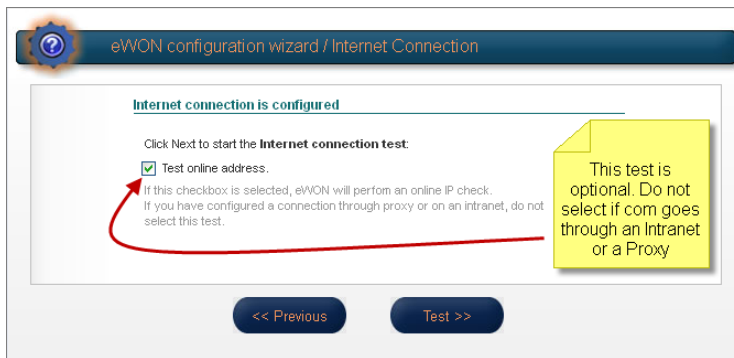 eWON configuration wizard / Internet Connection
Internet connection is configured
Click Next to start the Internet connection test:
Test online address.
If this checkbox is selected, eWON will perfom an online IP check.
If you have configured a connection through proxy or on an intranet, do not
select this test.
This test is
optional. Do not
select if com goes
through an Intranet
or a Proxy
<< Previous
Test >>